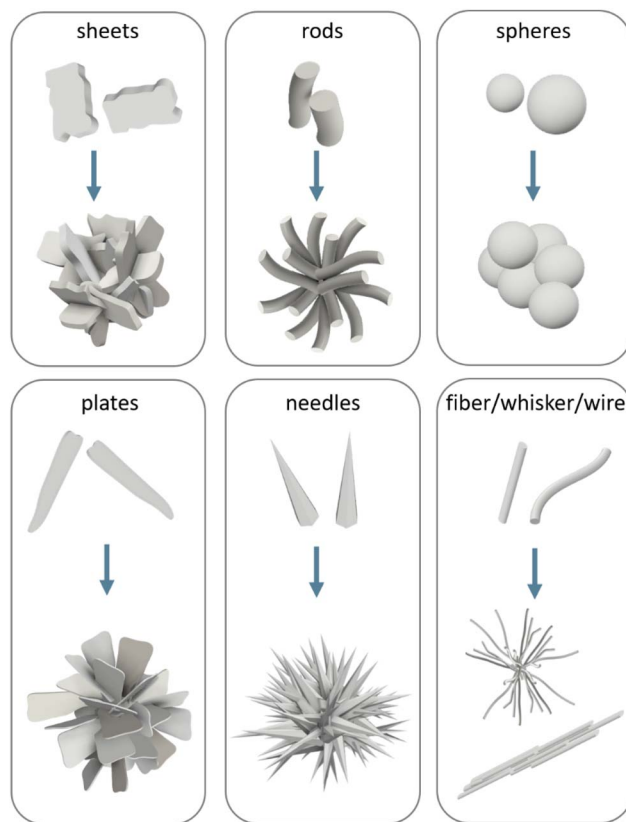 sheets
rods
spheres
plates
needles
fiber/whisker/wire